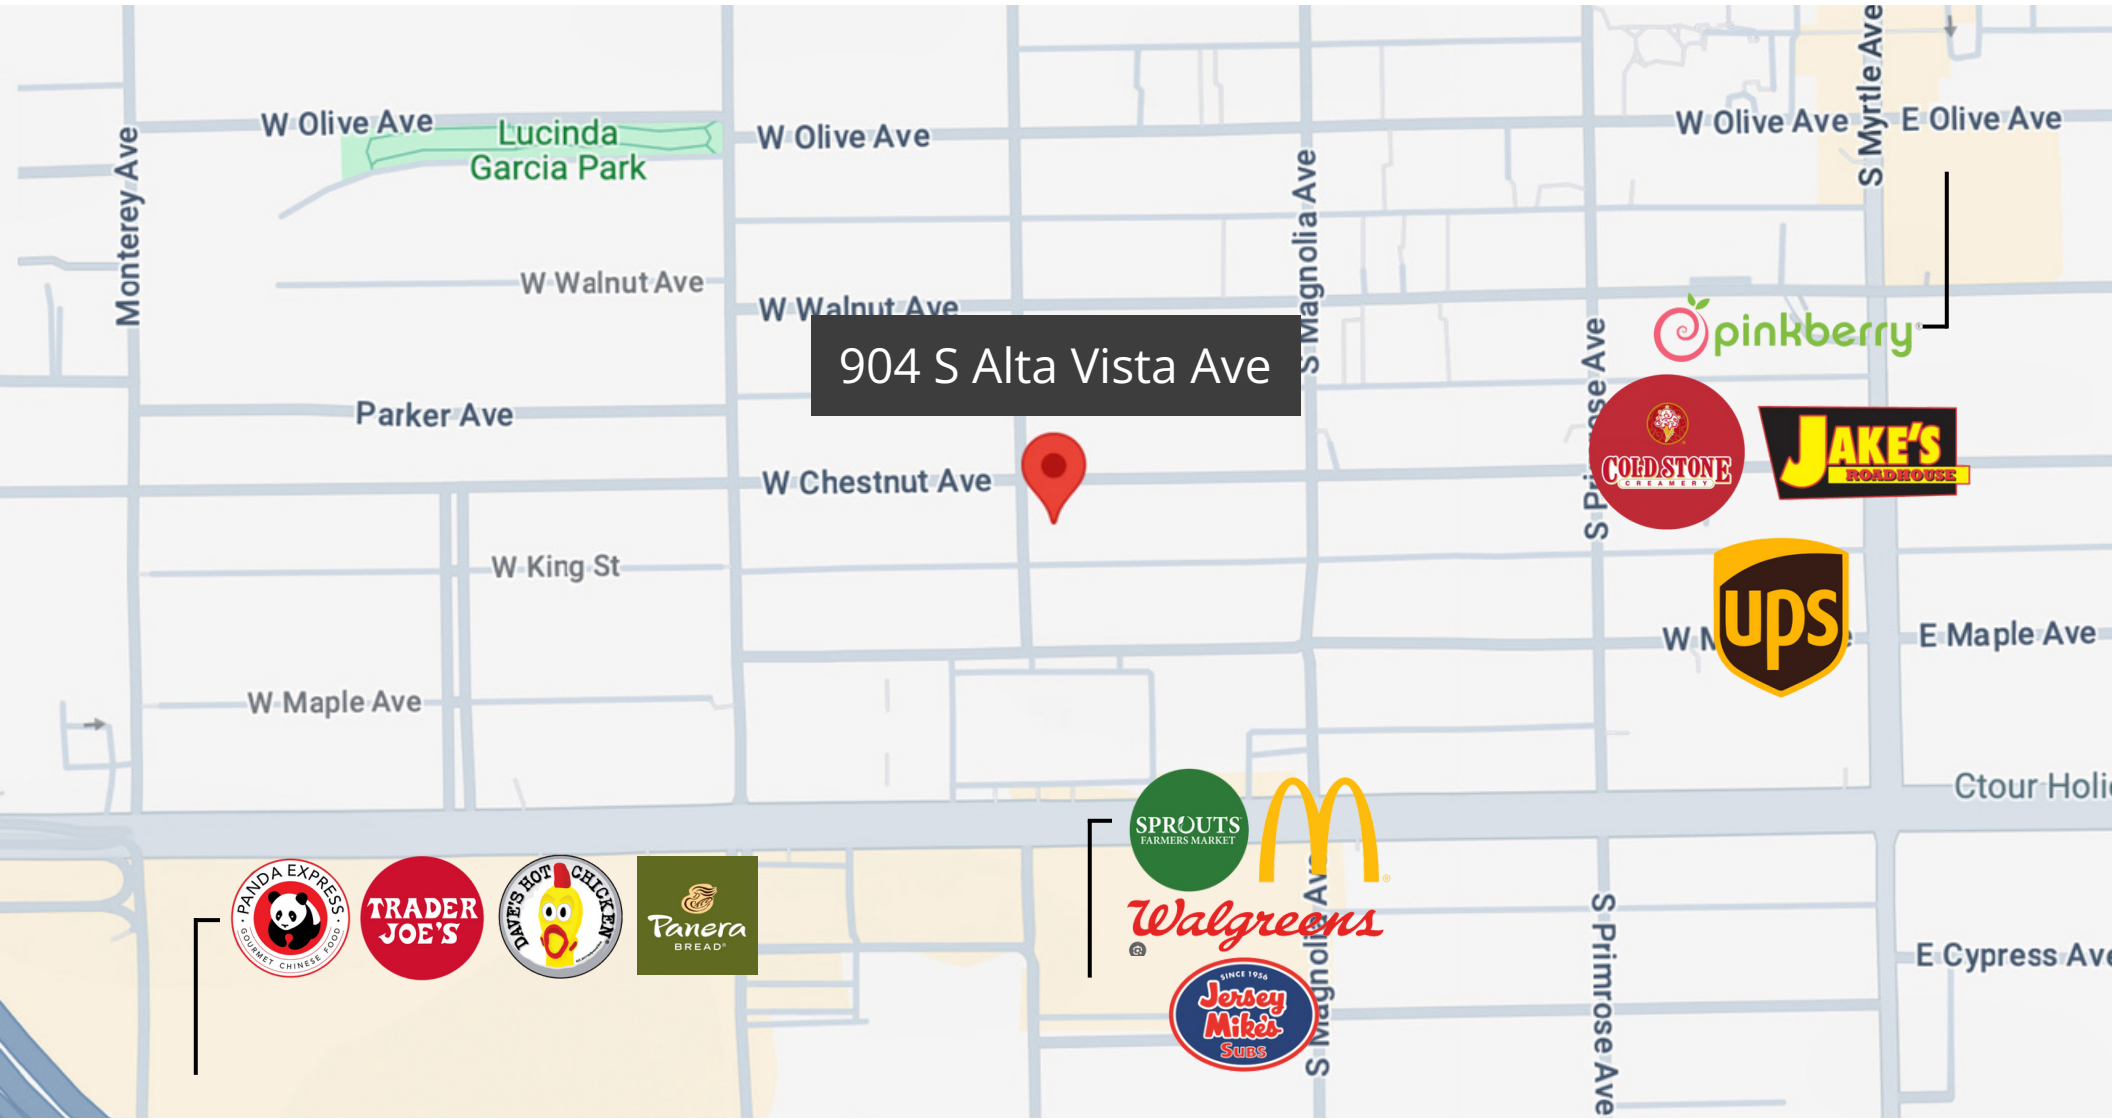 W Olive Ave
Lucinda
Garcia Park
W Olive Ave
W Olive Ave
E Olive Ave
S Myrtle Ave
Monterey Ave
S Magnolia Ave
W Walnut Ave
W Walnut Ave
904 S Alta Vista Ave
pinkberry
Parker Ave
W Chestnut Ave
COLD STONE
CREAMERY
JAKE'S
ROADHOUSE
W King St
ups
E Maple Ave
W Maple Ave
Ctour Holi
SPROUTS
FARMERS MARKET
PANDA EXPRESS
GOURMET CHINESE FOOD
TRADER
JOE'S
DAVE'S HOT CHICKEN
Panera
BREAD®
Walgreens
S Magnolia Ave
SINCE 1956
Jersey
Mike's
SUBS
S Primrose Ave
E Cypress Ave